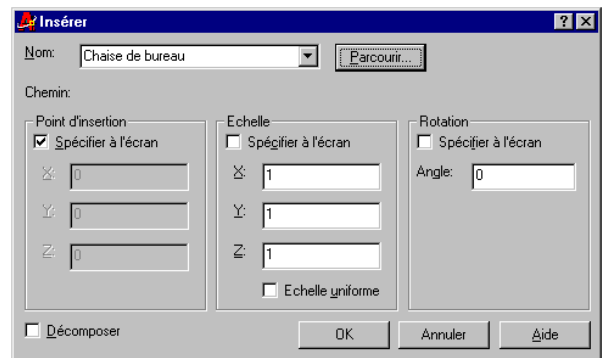 Insérer
Nom: Chaise de bureau Parcourir...
Chemin:
Point d'insertion Echelle Rotation
Spécifier à l'écran Spécifier à l'écran Spécifier à l'écran
X: 0 X: 1 Angle: 0
Y: 0 Y: 1
Z: 0 Z: 1
Echelle uniforme
Décomposer OK Annuler Aide